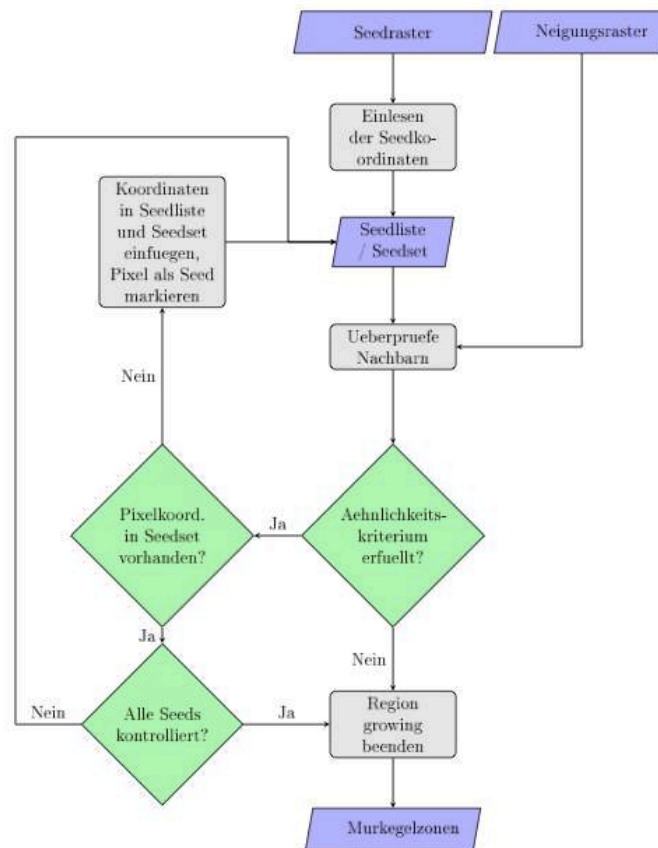 Seedraster
Neigungsraster
Einlesen
der Seedko-
ordinaten
Koordinaten
in Seedliste
und Seedset
einfuegen,
Pixel als Seed
markieren
Seedliste
/ Seedset
Ueberpruefe
Nachbarn
Nein
Pixelkoord.
in Seedset
vorhanden?
Ja
Aehnlichkeits-
kriterium
erfuellt?
Ja
Nein
Nein
Alle Seeds
kontrolliert?
Ja
Region
growing
beenden
Murkegelzonen